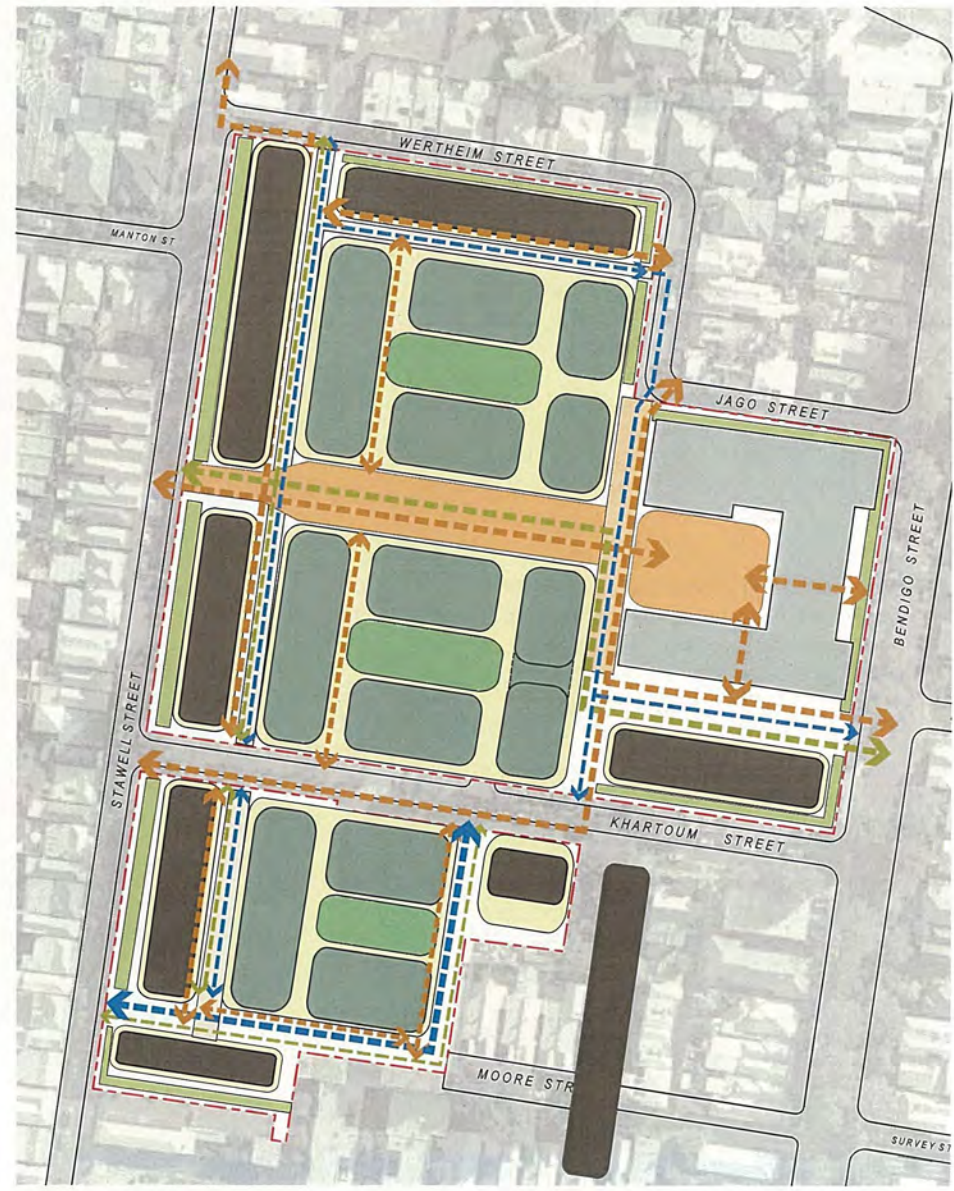 WERTHEIM STREET
MANTON ST
JAGO STREET
BENDIGO STREET
STAWELL STREET
KHARTOUM STREET
MOORE STR
SURVEY ST